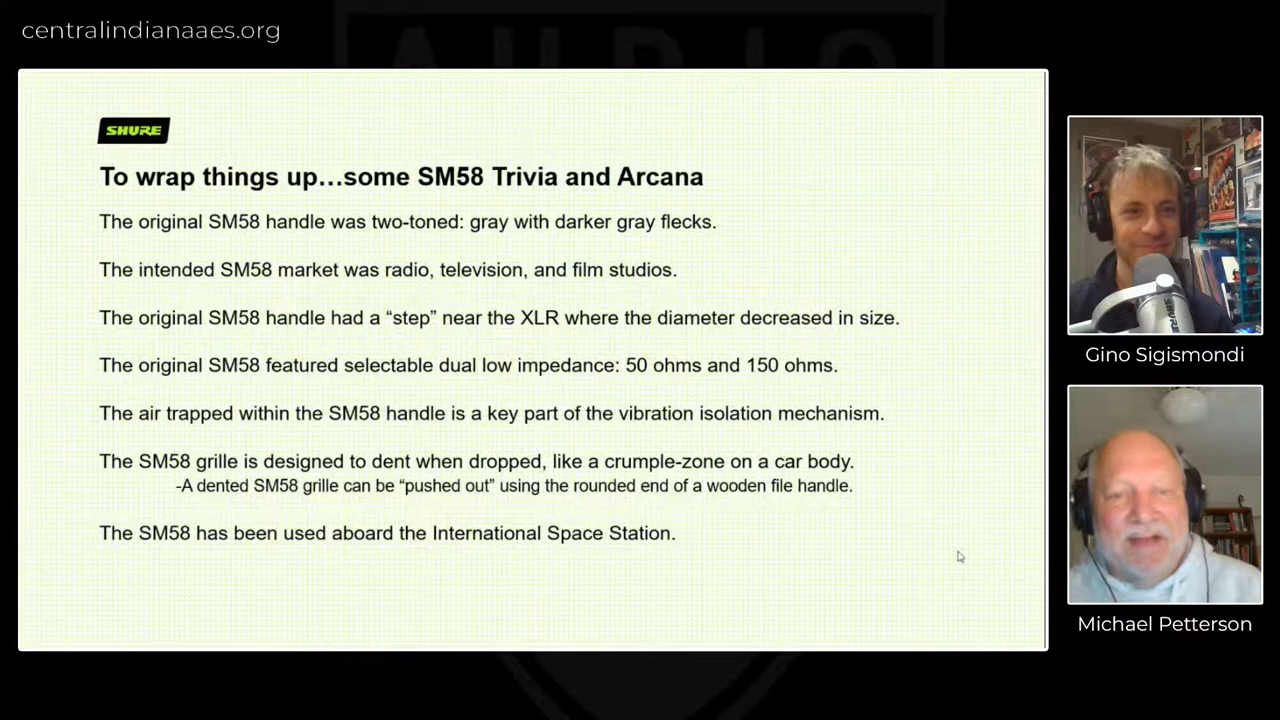 centralindianaaes.org
AUDIO
SHURE
To wrap things up…some SM58 Trivia and Arcana
The original SM58 handle was two-toned: gray with darker gray flecks.
The intended SM58 market was radio, television, and film studios.
The original SM58 handle had a “step” near the XLR where the diameter decreased in size.
The original SM58 featured selectable dual low impedance: 50 ohms and 150 ohms.
The air trapped within the SM58 handle is a key part of the vibration isolation mechanism.
The SM58 grille is designed to dent when dropped, like a crumple-zone on a car body.
-A dented SM58 grille can be “pushed out” using the rounded end of a wooden file handle.
The SM58 has been used aboard the International Space Station.
SHURE
Gino Sigismondi
Michael Petterson